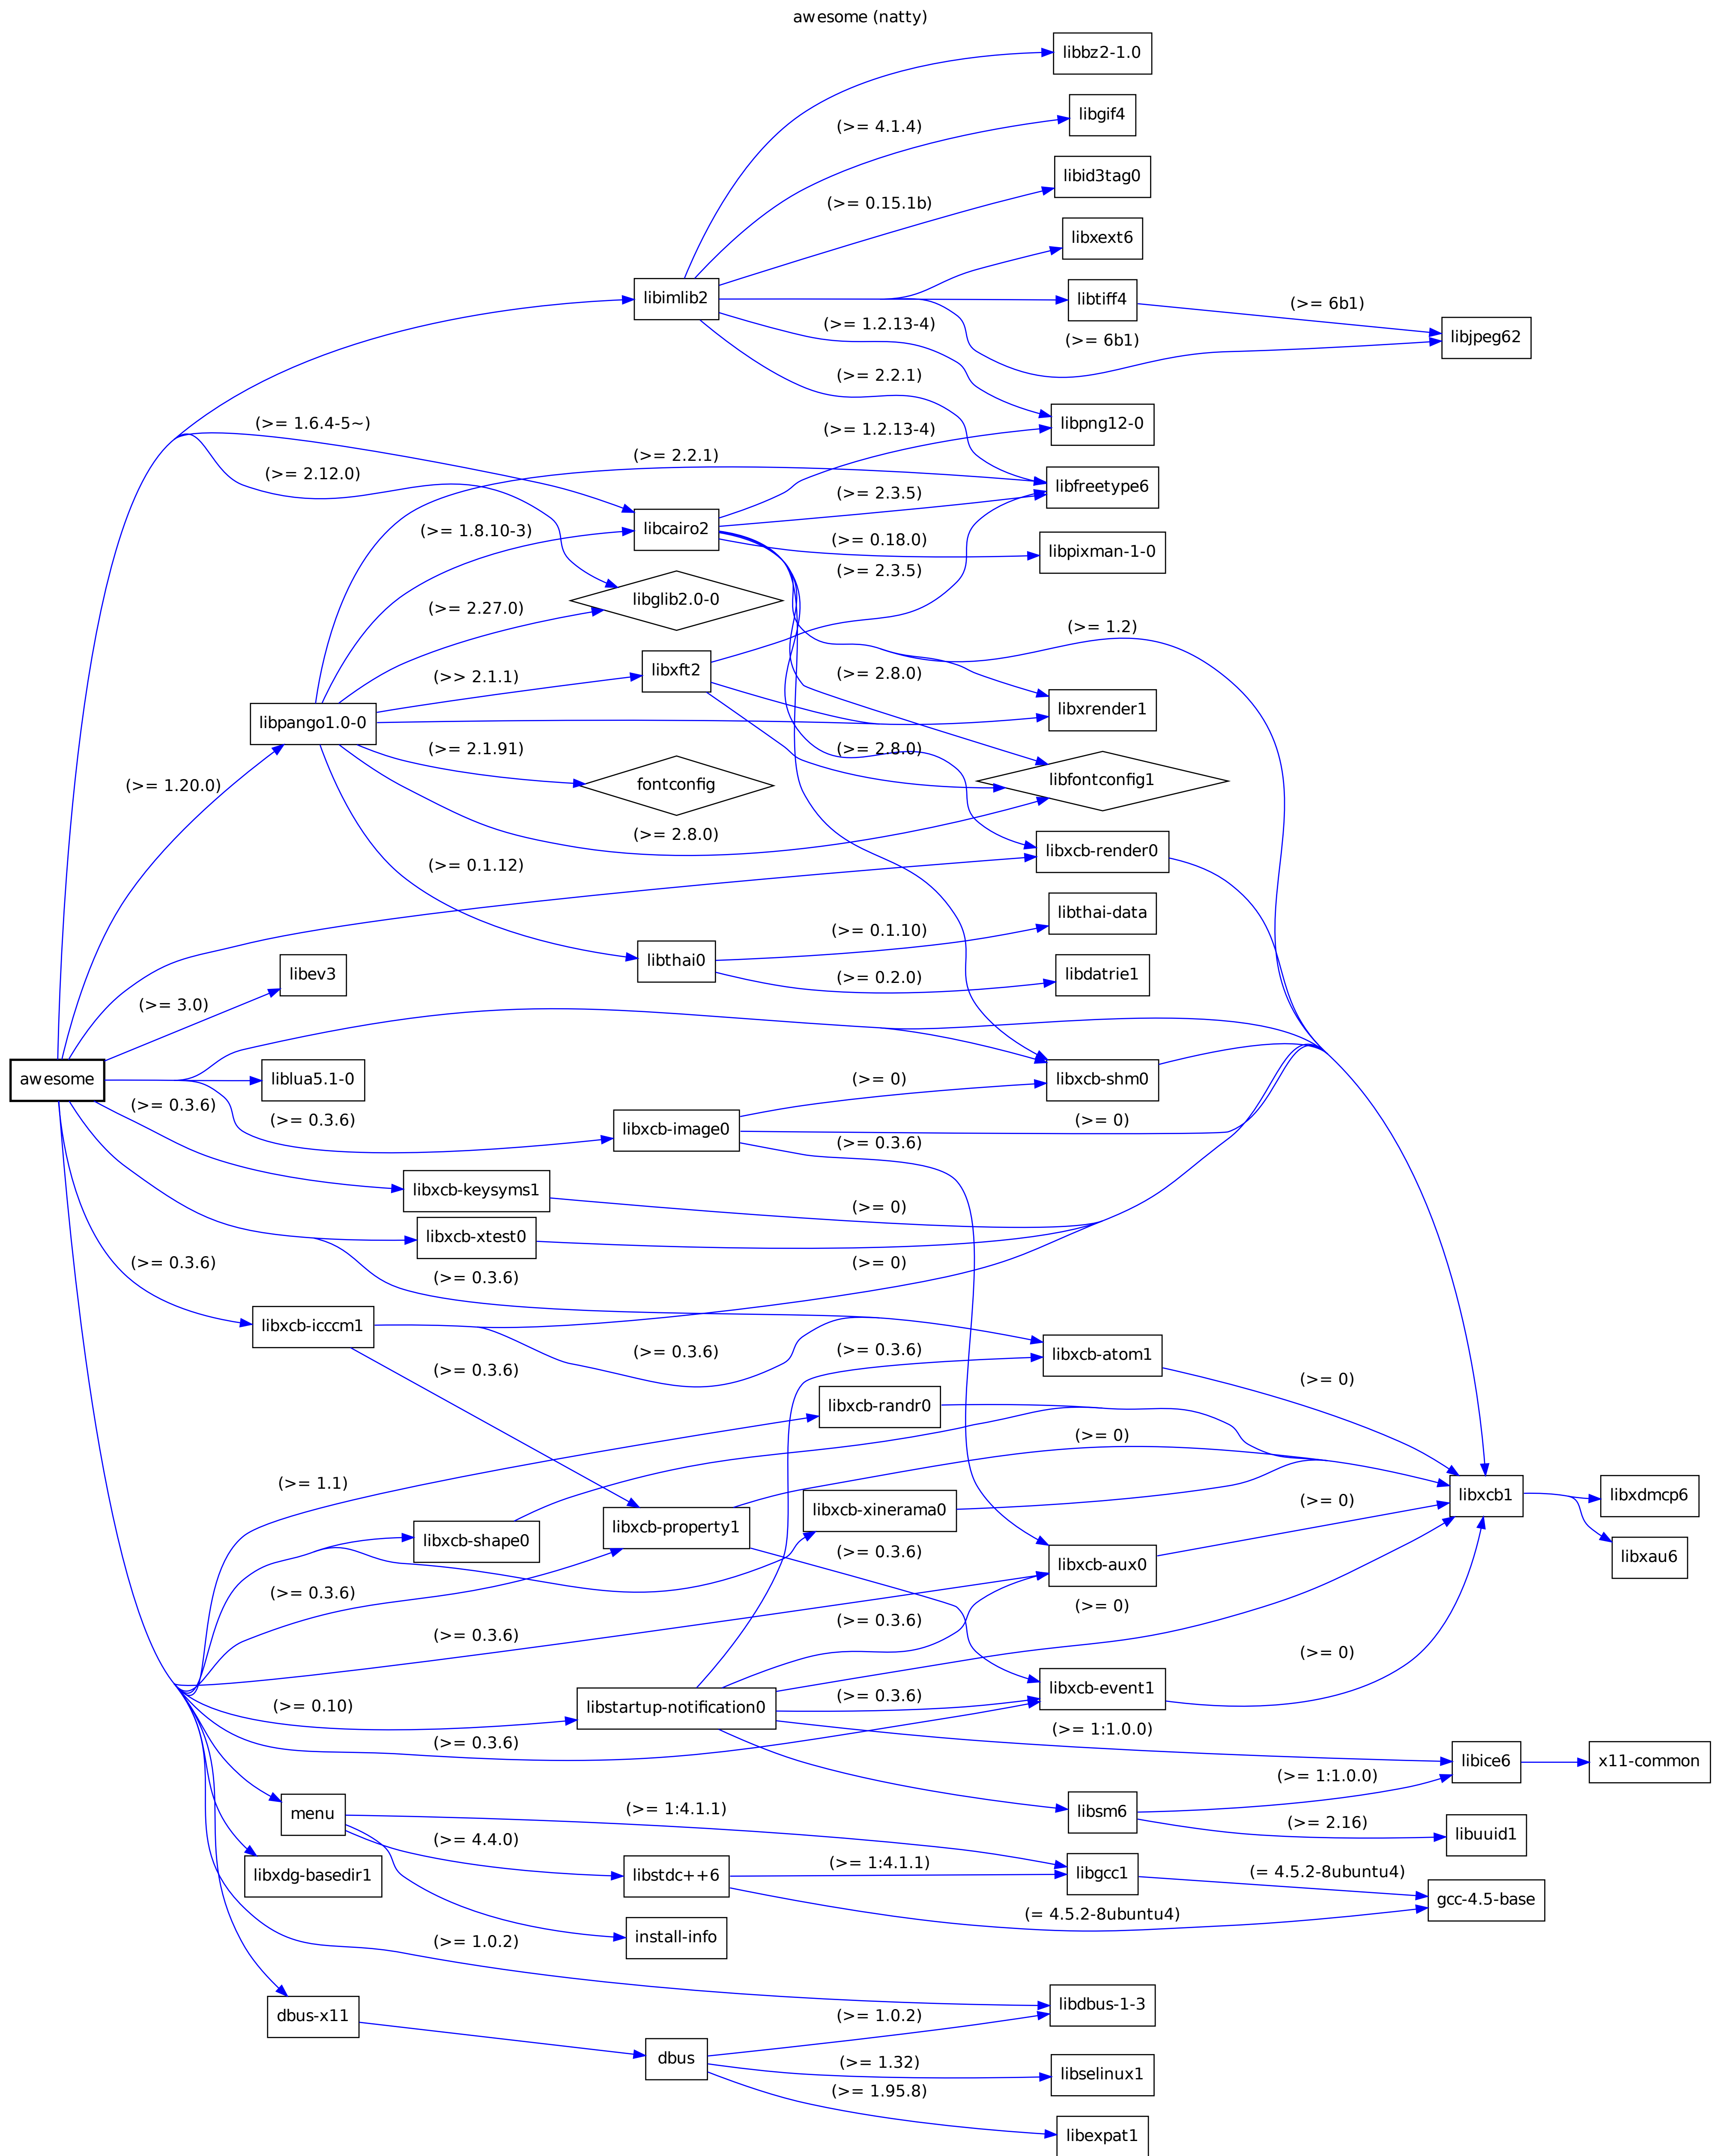 awesome (natty)
libbz2-1.0
libgif4
(>= 4.1.4)
libid3tag0
(>= 0.15.1b)
libxext6
libimlib2
libtiff4
(>= 6b1)
(>= 1.2.13-4)
(>= 6b1)
libjpeg62
(>= 2.2.1)
(>= 1.6.4-5~)
(>= 1.2.13-4)
libpng12-0
(>= 2.2.1)
(>= 2.12.0)
(>= 2.3.5)
libfreetype6
(>= 1.8.10-3)
libcairo2
(>= 0.18.0)
libpixman-1-0
(>= 2.3.5)
(>= 2.27.0)
libglib2.0-0
(>= 1.2)
(>> 2.1.1)
libxft2
(>= 2.8.0)
libpango1.0-0
libxrender1
(>= 2.1.91)
(>= 2.8.0)
(>= 1.20.0)
fontconfig
libfontconfig1
(>= 2.8.0)
(>= 0.1.12)
libxcb-render0
libthai-data
(>= 0.1.10)
libev3
libthai0
(>= 0.2.0)
libdatrie1
(>= 3.0)
awesome
liblua5.1-0
(>= 0)
libxcb-shm0
(>= 0.3.6)
(>= 0.3.6)
libxcb-image0
(>= 0)
(>= 0.3.6)
libxcb-keysyms1
(>= 0)
libxcb-xtest0
(>= 0.3.6)
(>= 0.3.6)
(>= 0)
libxcb-icccm1
(>= 0.3.6)
(>= 0.3.6)
(>= 0.3.6)
libxcb-atom1
(>= 0)
libxcb-randr0
(>= 0)
(>= 1.1)
libxcb-xinerama0
(>= 0)
libxcb1
libxdmcp6
libxcb-shape0
libxcb-property1
(>= 0.3.6)
libxcb-aux0
libxau6
(>= 0.3.6)
(>= 0.3.6)
(>= 0.3.6)
(>= 0)
(>= 0)
(>= 0.10)
libstartup-notification0
(>= 0.3.6)
libxcb-event1
(>= 0.3.6)
(>= 1:1.0.0)
libice6
x11-common
(>= 1:1.0.0)
menu
(>= 1:4.1.1)
libsm6
(>= 2.16)
libuuid1
(>= 4.4.0)
libxdg-basedir1
libstdc++6
(>= 1:4.1.1)
libgcc1
(= 4.5.2-8ubuntu4)
gcc-4.5-base
(= 4.5.2-8ubuntu4)
install-info
(>= 1.0.2)
dbus-x11
libdbus-1-3
(>= 1.0.2)
dbus
(>= 1.32)
libselinux1
(>= 1.95.8)
libexpat1